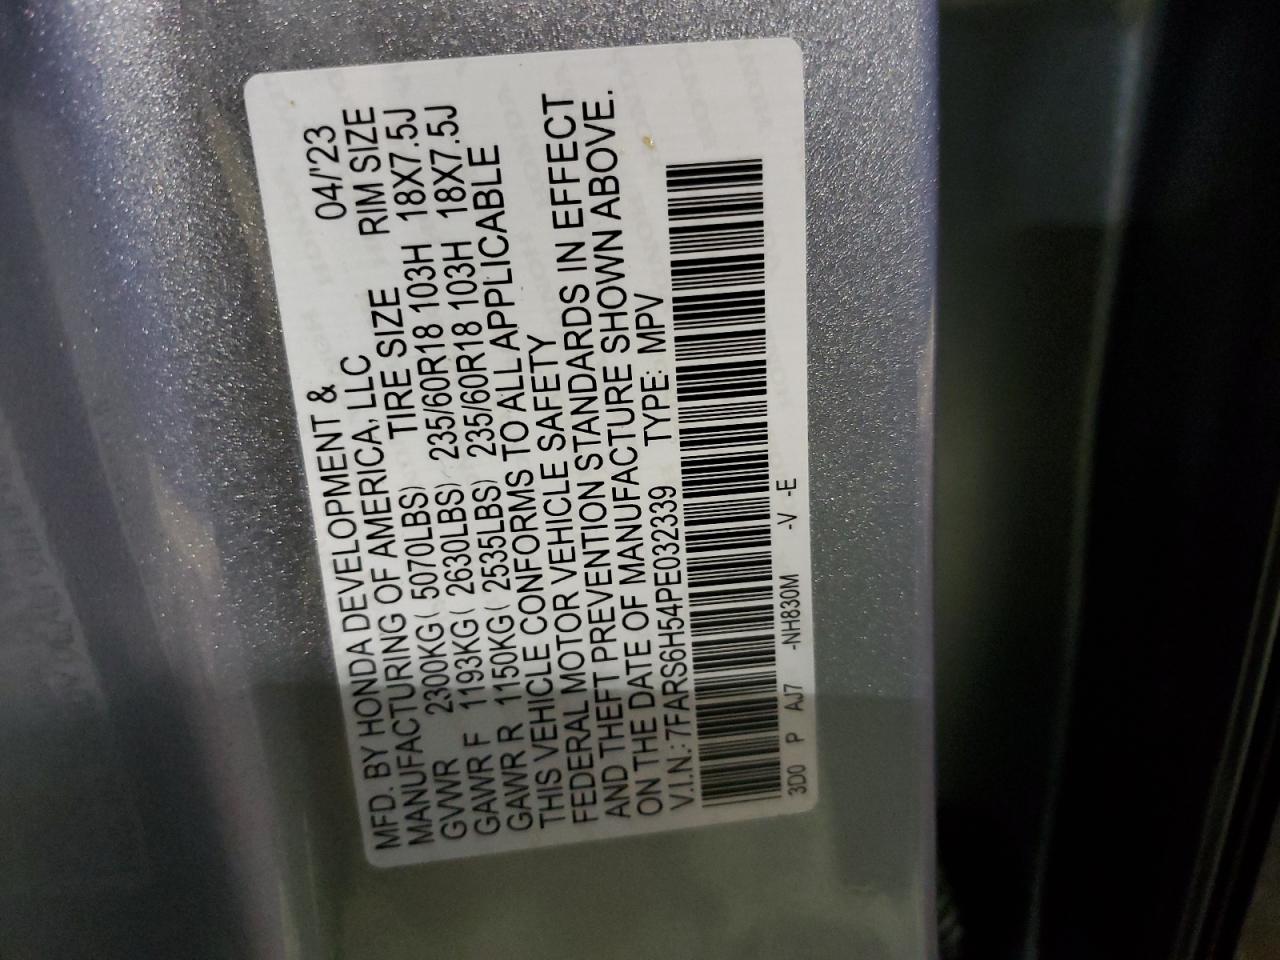 MFD. BY HONDA DEVELOPMENT & 04/'23
MANUFACTURING OF AMERICA, LLC
TIRE SIZE RIM SIZE
GVWR 2300KG ( 5070LBS)
GAWR F 1193KG ( 2630LBS) 235/60R18 103H 18X7.5J
GAWR R 1150KG ( 2535LBS) 235/60R18 103H 18X7.5J
THIS VEHICLE CONFORMS TO ALL APPLICABLE
FEDERAL MOTOR VEHICLE SAFETY
AND THEFT PREVENTION STANDARDS IN EFFECT
ON THE DATE OF MANUFACTURE SHOWN ABOVE.
V.I.N.: 7FARS6H54PE032339 TYPE: MPV
3D0 P AJ7 -NH830M -V -E